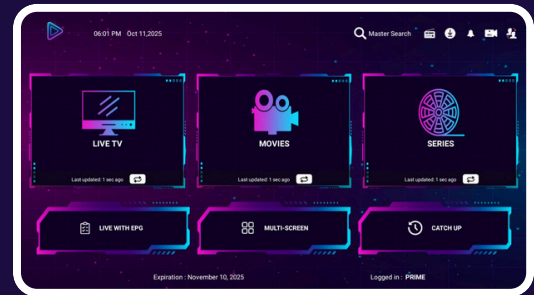 06:01 PM Oct 11,2025
Master Search
LIVE TV
MOVIES
SERIES
Last updated: 1 sec ago
Last updated: 1 sec ago
Last updated: 1 sec ago
LIVE WITH EPG
MULTI-SCREEN
CATCH UP
Expiration : November 10, 2025
Logged in : PRIME